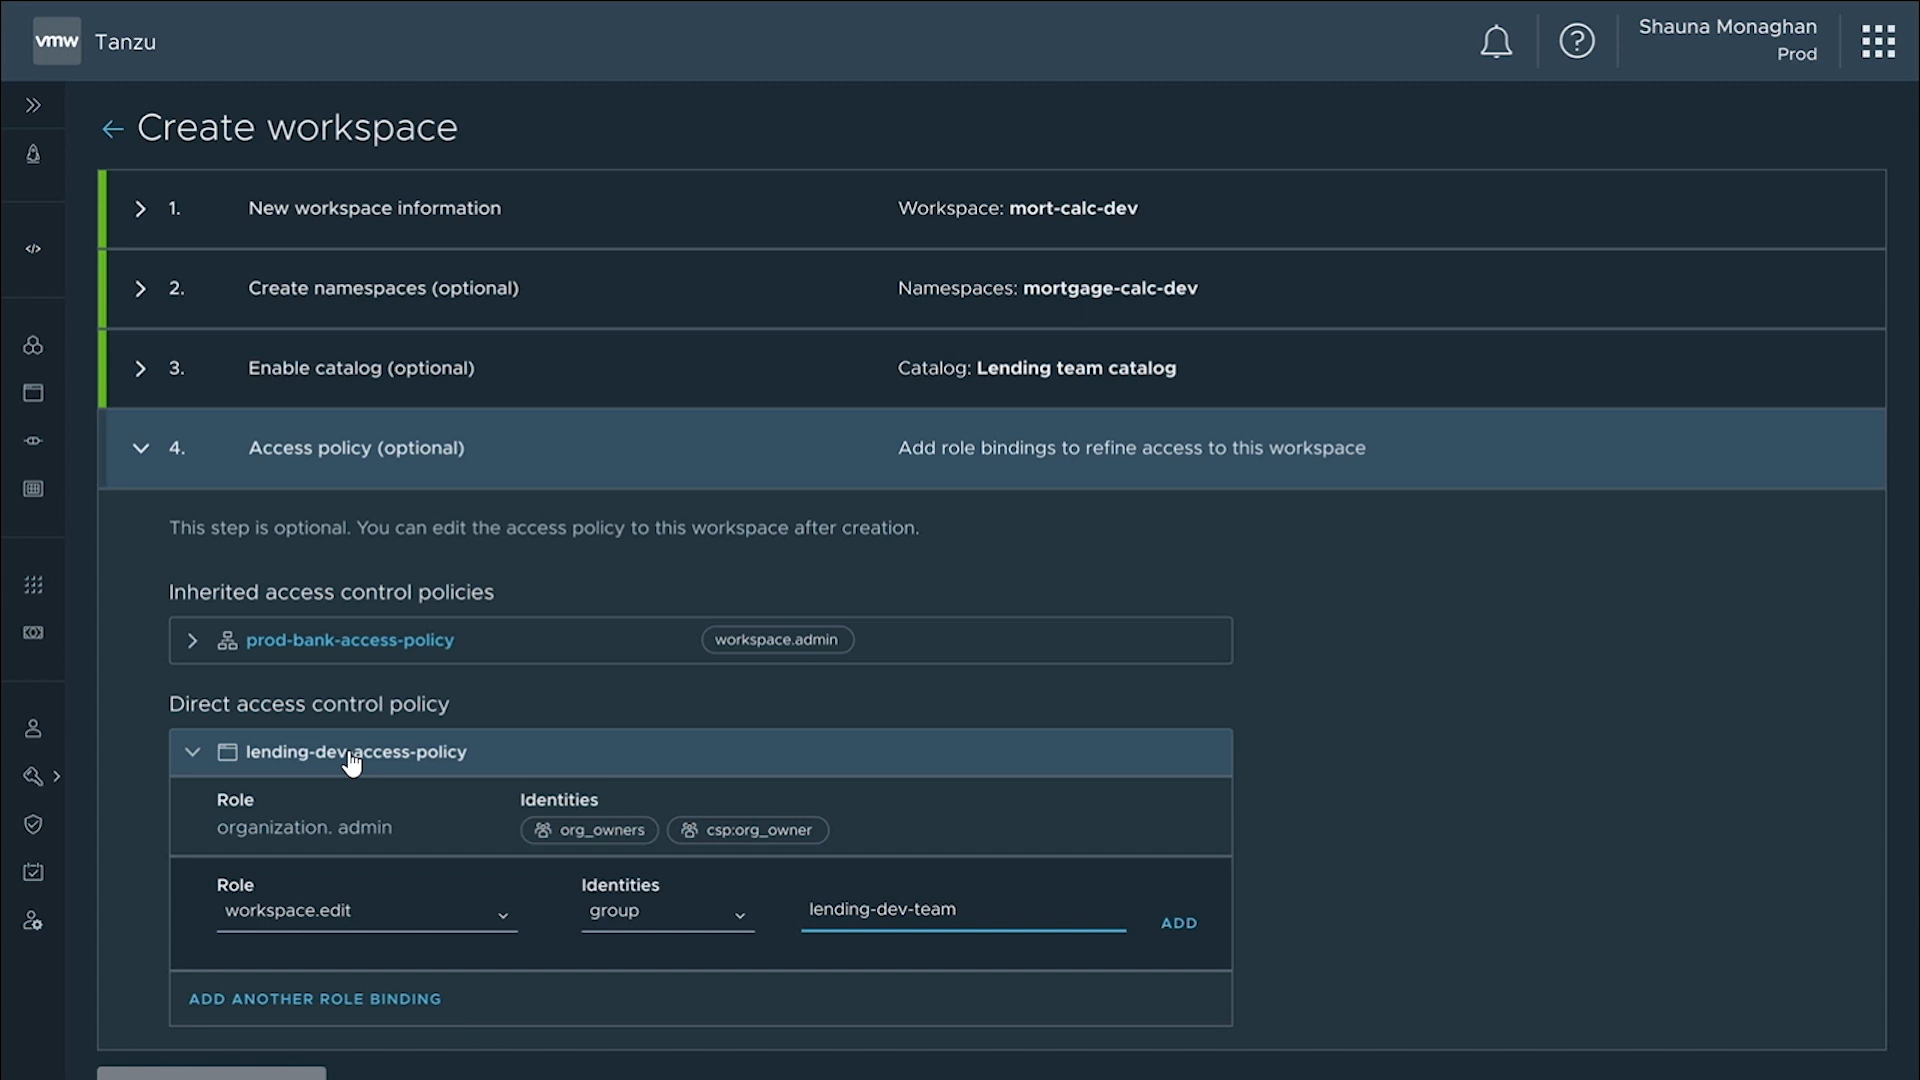 vmw Tanzu
Shauna Monaghan
Prod
Create workspace
1. New workspace information Workspace: mort-calc-dev
2. Create namespaces (optional) Namespaces: mortgage-calc-dev
3. Enable catalog (optional) Catalog: Lending team catalog
4. Access policy (optional) Add role bindings to refine access to this workspace
This step is optional. You can edit the access policy to this workspace after creation.
Inherited access control policies
prod-bank-access-policy workspace.admin
Direct access control policy
lending-dev-access-policy
Role Identities
organization. admin org_owners csp:org_owner
Role Identities
workspace.edit group lending-dev-team ADD
ADD ANOTHER ROLE BINDING